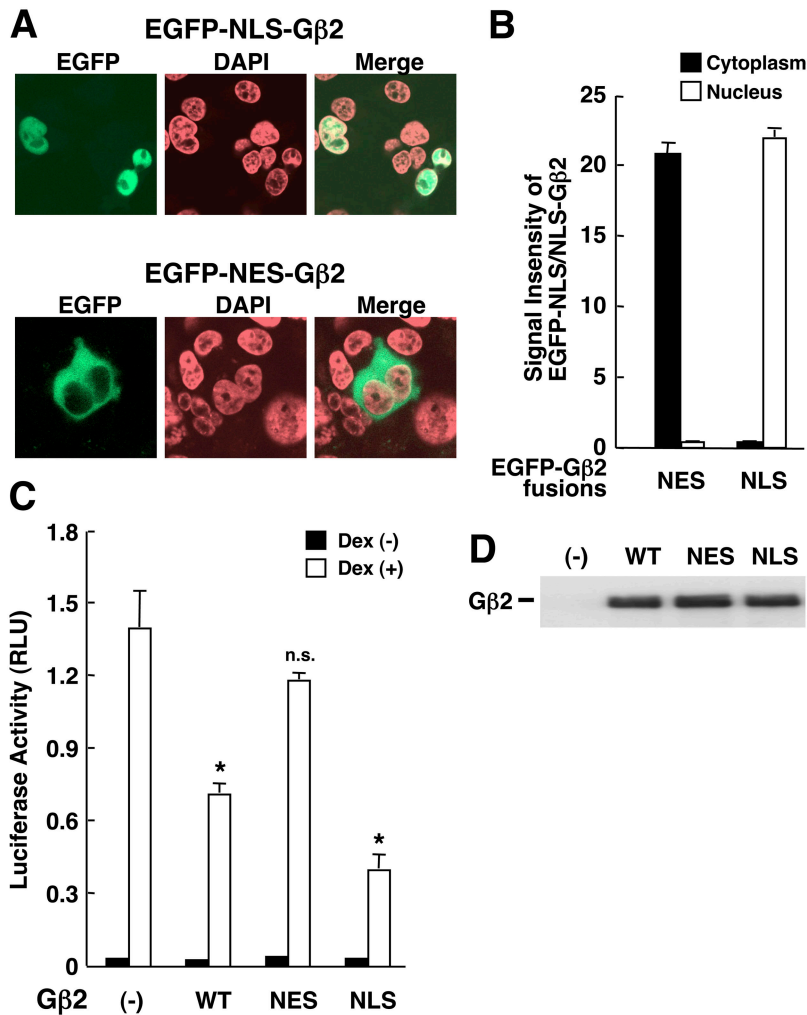 A
EGFP-NLS-Gβ2
EGFP DAPI Merge
EGFP-NES-Gβ2
EGFP DAPI Merge
B
Cytoplasm
Nucleus
Signal Insensity of
EGFP-NLS/NLS-Gβ2
25
20
15
10
5
0
EGFP-Gβ2
fusions
NES NLS
C
Dex (-)
Dex (+)
Luciferase Activity (RLU)
1.8
1.5
1.2
0.9
0.6
0.3
0
*
n.s.
*
Gβ2 (-) WT NES NLS
D
(-) WT NES NLS
Gβ2